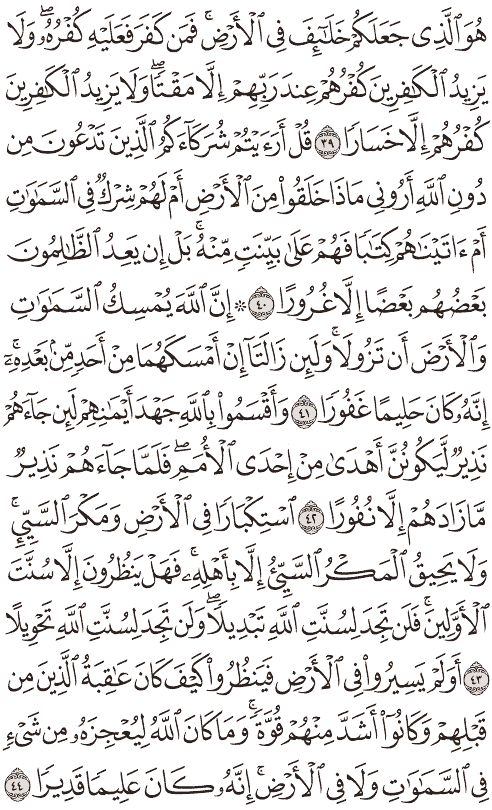 هُوَ ٱلَّذِى جَعَلَكُمْ خَلَـٰٓئِفَ فِى ٱلْأَرْضِ ۚ فَمَن كَفَرَ فَعَلَيْهِ كُفْرُهُۥ ۖ وَلَا
يَزِيدُ ٱلْكَـٰفِرِينَ كُفْرُهُمْ عِندَ رَبِّهِمْ إِلَّا مَقْتًا ۖ وَلَا يَزِيدُ ٱلْكَـٰفِرِينَ
كُفْرُهُمْ إِلَّا خَسَارًا ٣٩ قُلْ أَرَءَيْتُمْ شُرَكَآءَكُمُ ٱلَّذِينَ تَدْعُونَ مِن
دُونِ ٱللَّهِ أَرُونِى مَاذَا خَلَقُوا۟ مِنَ ٱلْأَرْضِ أَمْ لَهُمْ شِرْكٌ فِى ٱلسَّمَـٰوَٰتِ
أَمْ ءَاتَيْنَـٰهُمْ كِتَـٰبًا فَهُمْ عَلَىٰ بَيِّنَتٍ مِّنْهُ ۚ بَلْ إِن يَعِدُ ٱلظَّـٰلِمُونَ
بَعْضُهُم بَعْضًا إِلَّا غُرُورًا ٤٠ ۞ إِنَّ ٱللَّهَ يُمْسِكُ ٱلسَّمَـٰوَٰتِ
وَٱلْأَرْضَ أَن تَزُولَا ۚ وَلَئِن زَالَتَآ إِنْ أَمْسَكَهُمَا مِنْ أَحَدٍ مِّنۢ بَعْدِهِۦٓ ۚ
إِنَّهُۥ كَانَ حَلِيمًا غَفُورًا ٤١ وَأَقْسَمُوا۟ بِٱللَّهِ جَهْدَ أَيْمَـٰنِهِمْ لَئِن جَآءَهُمْ
نَذِيرٌ لَّيَكُونُنَّ أَهْدَىٰ مِنْ إِحْدَى ٱلْأُمَمِ ۖ فَلَمَّا جَآءَهُمْ نَذِيرٌ
مَّا زَادَهُمْ إِلَّا نُفُورًا ٤٢ ٱسْتِكْبَارًا فِى ٱلْأَرْضِ وَمَكْرَ ٱلسَّيِّئِ ۚ
وَلَا يَحِيقُ ٱلْمَكْرُ ٱلسَّيِّئُ إِلَّا بِأَهْلِهِۦ ۚ فَهَلْ يَنظُرُونَ إِلَّا سُنَّتَ
ٱلْأَوَّلِينَ ۚ فَلَن تَجِدَ لِسُنَّتِ ٱللَّهِ تَبْدِيلًا ۖ وَلَن تَجِدَ لِسُنَّتِ ٱللَّهِ تَحْوِيلًا
٤٣ أَوَلَمْ يَسِيرُوا۟ فِى ٱلْأَرْضِ فَيَنظُرُوا۟ كَيْفَ كَانَ عَـٰقِبَةُ ٱلَّذِينَ مِن
قَبْلِهِمْ وَكَانُوٓا۟ أَشَدَّ مِنْهُمْ قُوَّةً ۚ وَمَا كَانَ ٱللَّهُ لِيُعْجِزَهُۥ مِن شَىْءٍ
فِى ٱلسَّمَـٰوَٰتِ وَلَا فِى ٱلْأَرْضِ ۚ إِنَّهُۥ كَانَ عَلِيمًا قَدِيرًا ٤٤